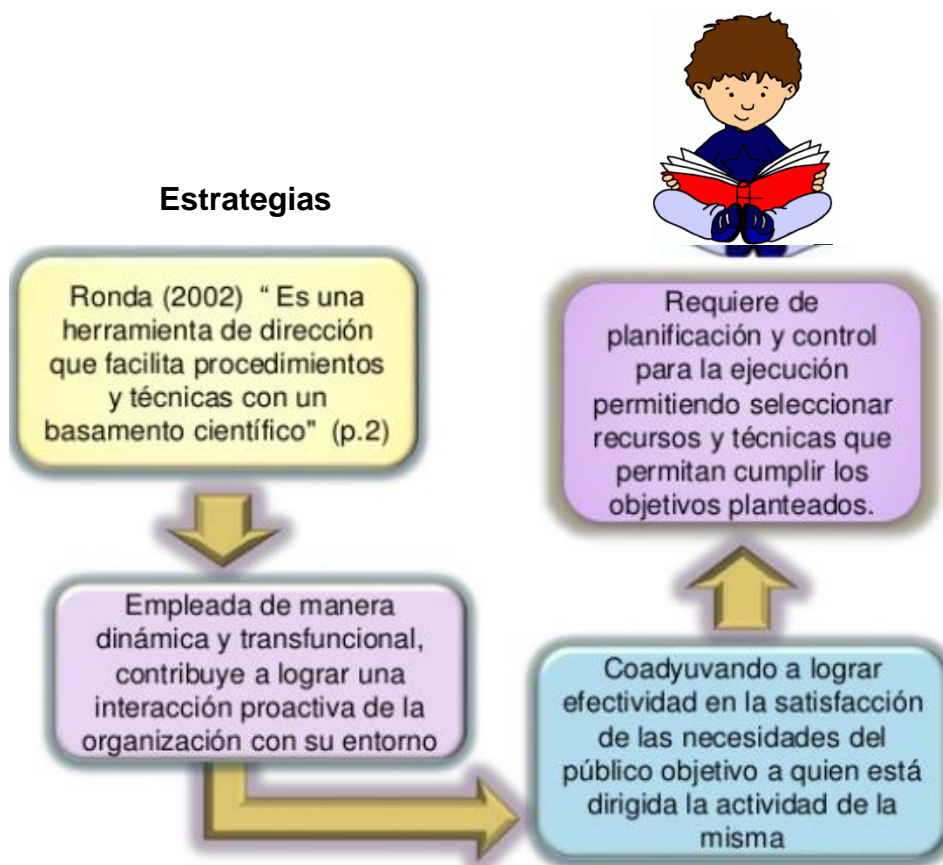 Estrategias
Ronda (2002) “ Es una
herramienta de dirección
que facilita procedimientos
y técnicas con un
basamento científico" (p.2)
Empleada de manera
dinámica y transfuncional,
contribuye a lograr una
interacción proactiva de la
organización con su entorno
Coadyuvando a lograr
efectividad en la satisfacción
de las necesidades del
público objetivo a quien está
dirigida la actividad de la
misma
Requiere de
planificación y control
para la ejecución
permitiendo seleccionar
recursos y técnicas que
permitan cumplir los
objetivos planteados.